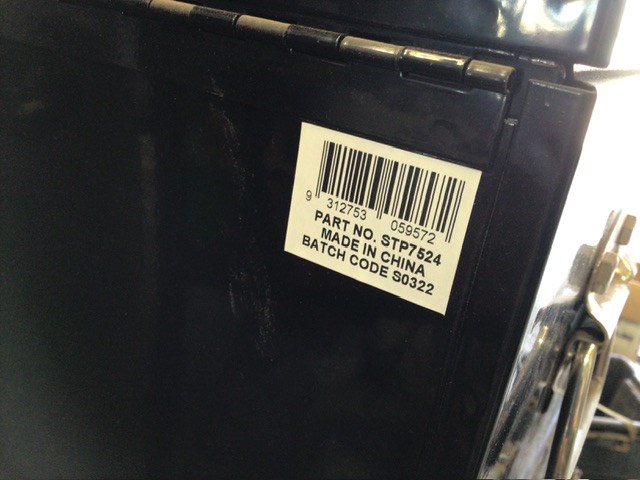 9 312753 059572
PART NO. STP7524
MADE IN CHINA
BATCH CODE S0322